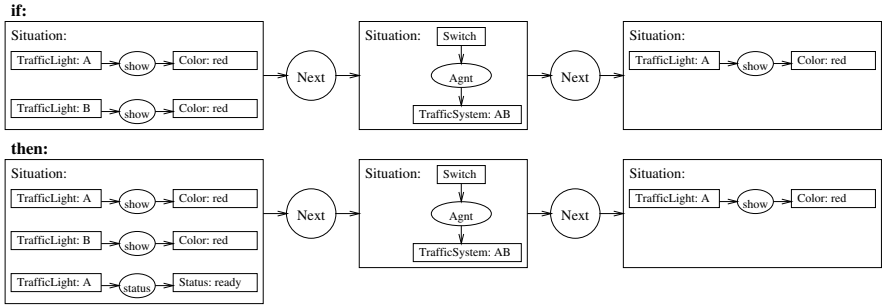 if:
Situation:
TrafficLight: A show Color: red
TrafficLight: B show Color: red
Next
Situation:
Switch
Agnt
TrafficSystem: AB
Next
Situation:
TrafficLight: A show Color: red
then:
Situation:
TrafficLight: A show Color: red
TrafficLight: B show Color: red
TrafficLight: A status Status: ready
Next
Situation:
Switch
Agnt
TrafficSystem: AB
Next
Situation:
TrafficLight: A show Color: red